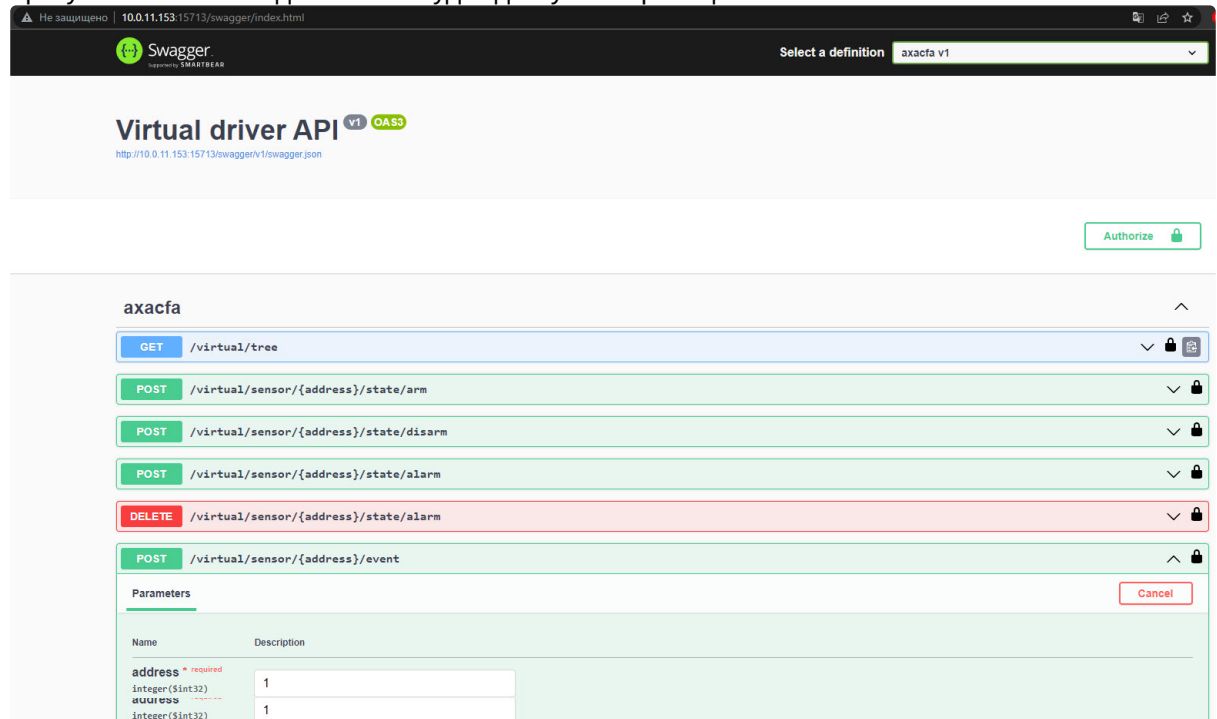 Не защищено | 10.0.11.153:15713/swagger/index.html
Swagger.
Supported by SMARTBEAR
Select a definition axacfa v1
Virtual driver API v1 OAS3
http://10.0.11.153:15713/swagger/v1/swagger.json
Authorize
axacfa
GET /virtual/tree
POST /virtual/sensor/{address}/state/arm
POST /virtual/sensor/{address}/state/disarm
POST /virtual/sensor/{address}/state/alarm
DELETE /virtual/sensor/{address}/state/alarm
POST /virtual/sensor/{address}/event
Parameters Cancel
Name Description
address * required
integer($int32) 1
address
integer($int32) 1